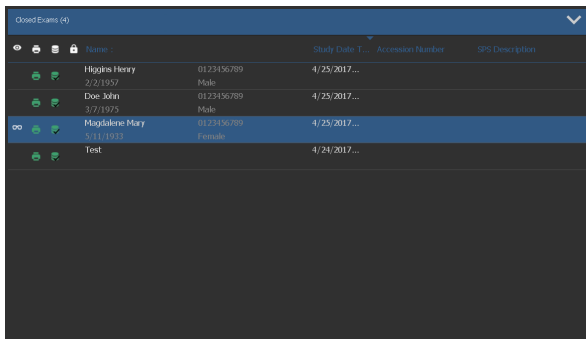 Closed Exams (4)
Name : Study Date T... Accession Number SPS Description
Higgins Henry 0123456789 4/25/2017...
2/2/1957 Male
Doe John 0123456789 4/25/2017...
3/7/1975 Male
Magdalene Mary 0123456789 4/25/2017...
5/11/1933 Female
Test 4/24/2017...